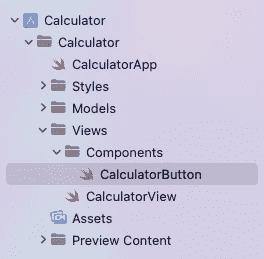 Calculator
Calculator
CalculatorApp
Styles
Models
Views
Components
CalculatorButton
CalculatorView
Assets
Preview Content